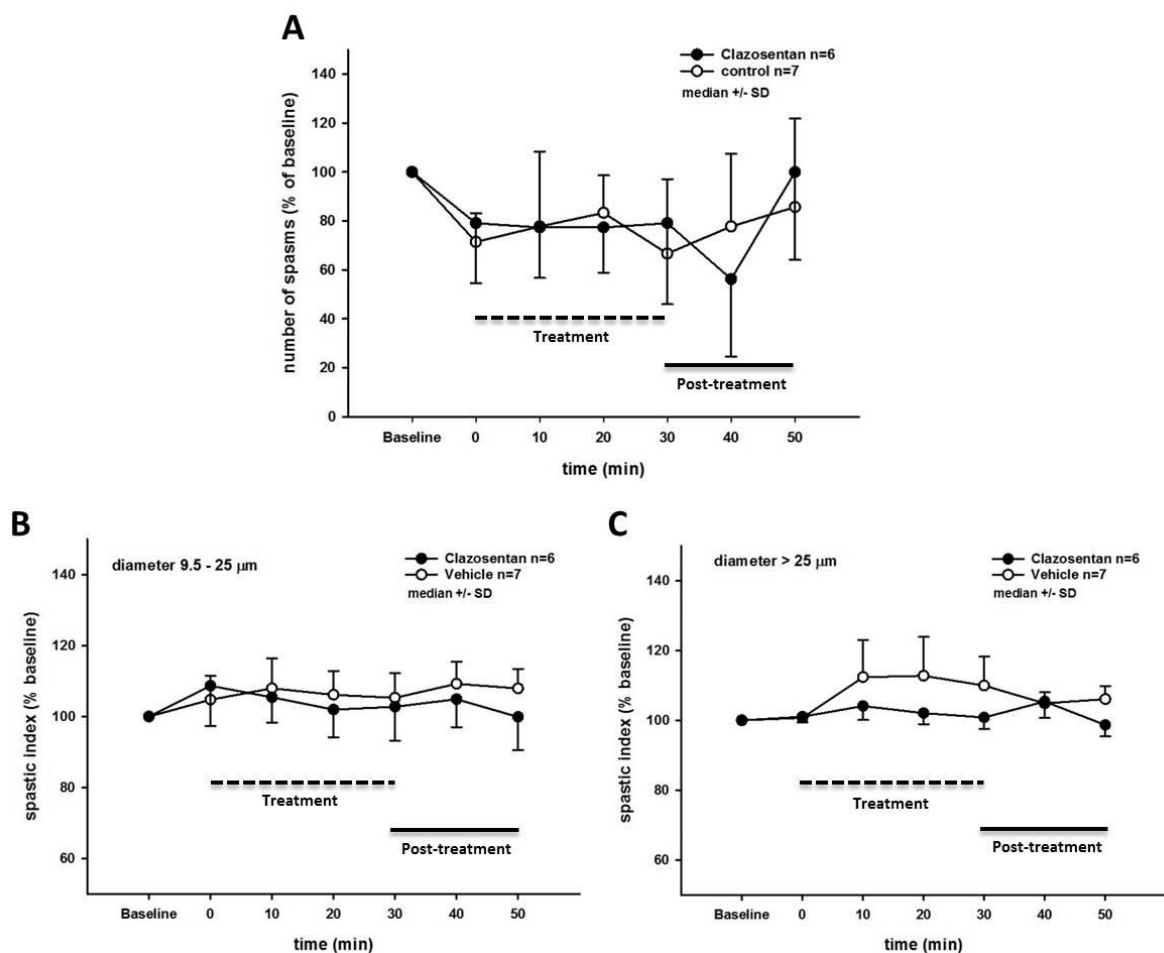 A
Clazosentan n=6
control n=7
median +/- SD
number of spasms (% of baseline)
140
120
100
80
60
40
20
0
Treatment
Post-treatment
Baseline 0 10 20 30 40 50
time (min)
B
diameter 9.5 - 25 μm
Clazosentan n=6
Vehicle n=7
median +/- SD
spastic index (% baseline)
140
120
100
80
60
Treatment
Post-treatment
Baseline 0 10 20 30 40 50
time (min)
C
diameter > 25 μm
Clazosentan n=6
Vehicle n=7
median +/- SD
spastic index (% baseline)
140
120
100
80
60
Treatment
Post-treatment
Baseline 0 10 20 30 40 50
time (min)